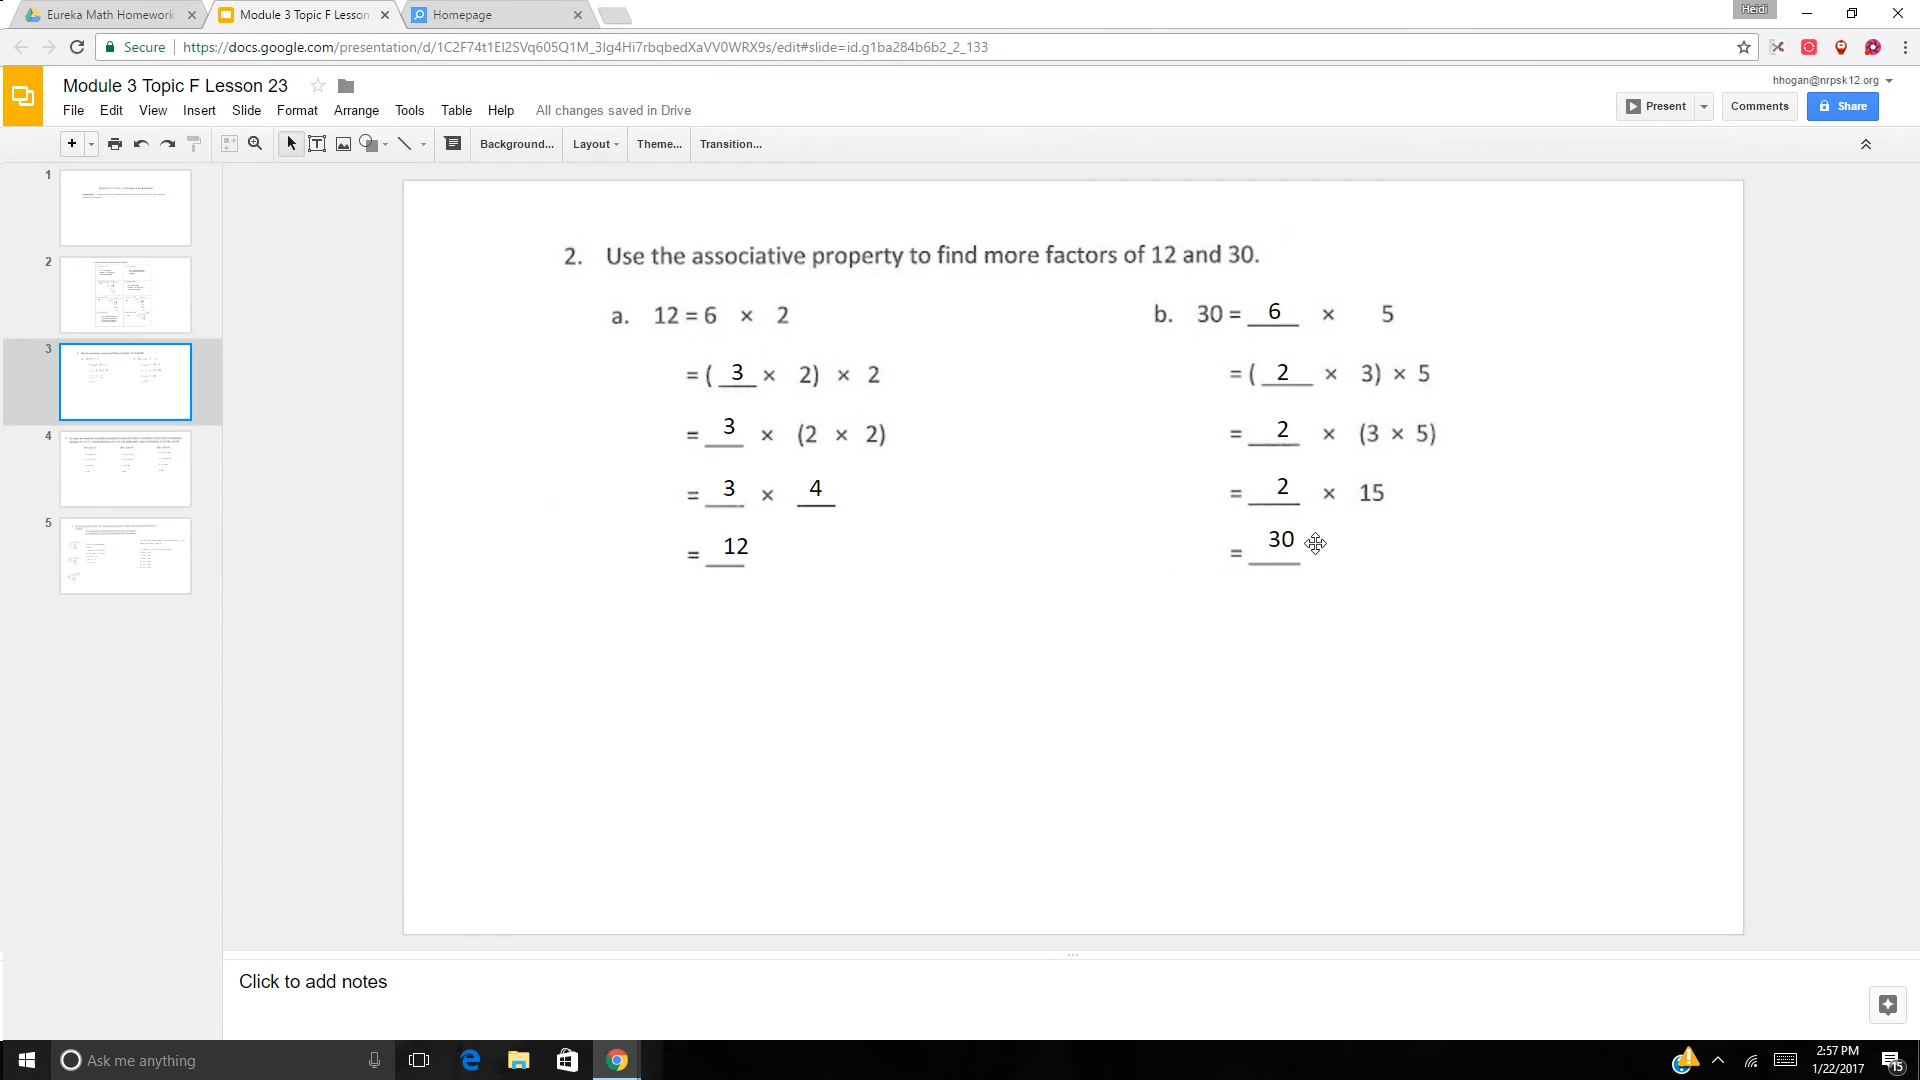 Eureka Math Homework
Module 3 Topic F Lesson
Homepage
Heidi
Secure
https://docs.google.com/presentation/d/1C2F74t1El2SVq605Q1M_3Ig4Hi7rbqbedXaVV0WRX9s/edit#slide=id.g1ba284b6b2_2_133
Module 3 Topic F Lesson 23
hhogan@nrpsk12.org
File Edit View Insert Slide Format Arrange Tools Table Help All changes saved in Drive
Present Comments Share
Background... Layout Theme... Transition...
1
2
3
4
5
2. Use the associative property to find more factors of 12 and 30.
a. 12 = 6 × 2
= ( 3 × 2) × 2
= 3 × (2 × 2)
= 3 × 4
= 12
b. 30 = 6 × 5
= ( 2 × 3) × 5
= 2 × (3 × 5)
= 2 × 15
= 30
Click to add notes
Ask me anything
2:57 PM
1/22/2017
15